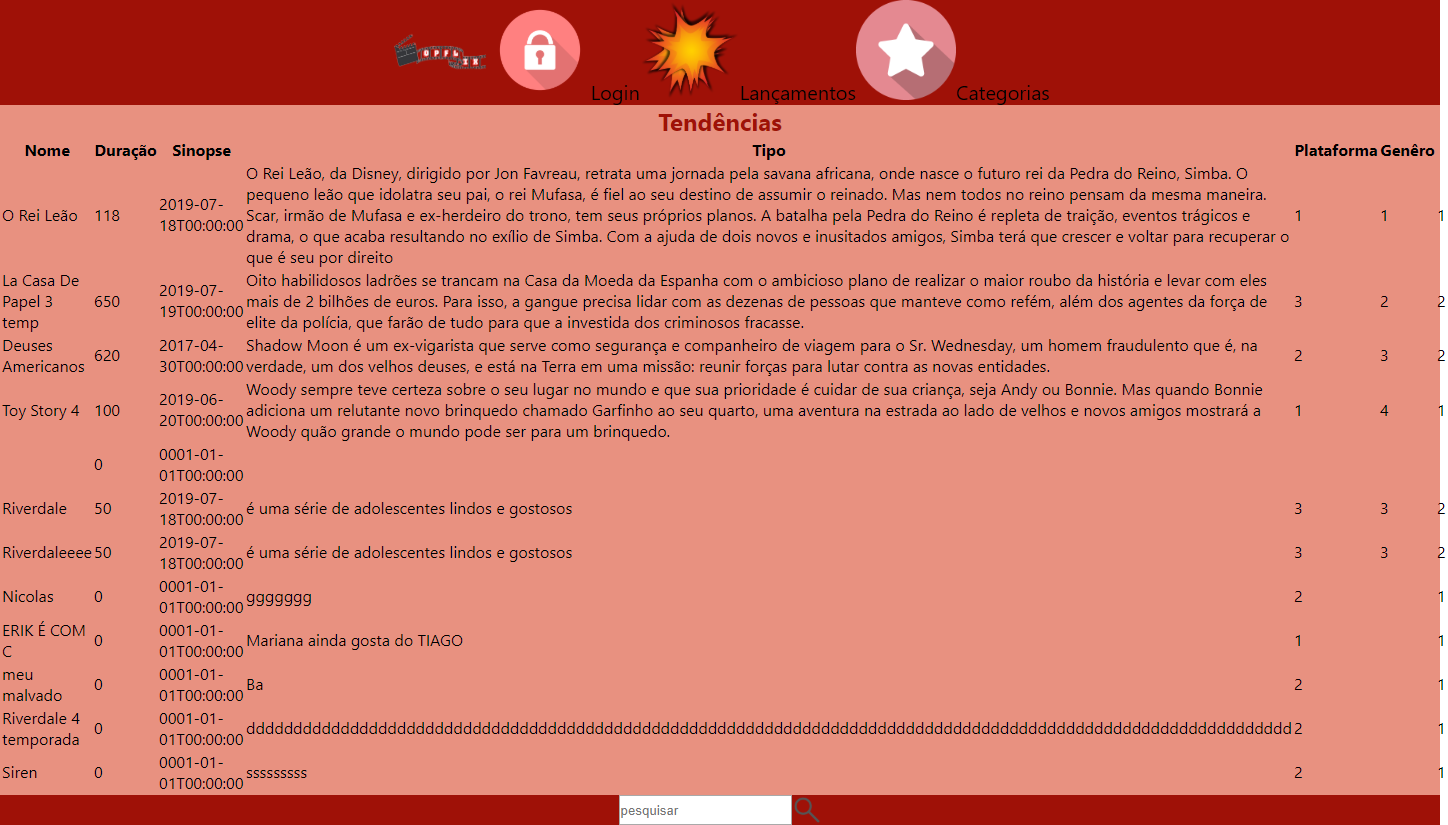 OPFLIX
Login Lançamentos Categorias
Tendências
Nome Duração Sinopse Tipo Plataforma Genêro
O Rei Leão, da Disney, dirigido por Jon Favreau, retrata uma jornada pela savana africana, onde nasce o futuro rei da Pedra do Reino, Simba. O
pequeno leão que idolatra seu pai, o rei Mufasa, é fiel ao seu destino de assumir o reinado. Mas nem todos no reino pensam da mesma maneira.
O Rei Leão 118 2019-07-
18T00:00:00 Scar, irmão de Mufasa e ex-herdeiro do trono, tem seus próprios planos. A batalha pela Pedra do Reino é repleta de traição, eventos trágicos e 1 1 1
drama, o que acaba resultando no exílio de Simba. Com a ajuda de dois novos e inusitados amigos, Simba terá que crescer e voltar para recuperar o
que é seu por direito
La Casa De Oito habilidosos ladrões se trancam na Casa da Moeda da Espanha com o ambicioso plano de realizar o maior roubo da história e levar com eles
Papel 3 650 2019-07-
19T00:00:00 mais de 2 bilhões de euros. Para isso, a gangue precisa lidar com as dezenas de pessoas que manteve como refém, além dos agentes da força de 3 2 2
temp elite da polícia, que farão de tudo para que a investida dos criminosos fracasse.
Deuses 620 2017-04- Shadow Moon é um ex-vigarista que serve como segurança e companheiro de viagem para o Sr. Wednesday, um homem fraudulento que é, na 2 3 2
Americanos 30T00:00:00 verdade, um dos velhos deuses, e está na Terra em uma missão: reunir forças para lutar contra as novas entidades.
Woody sempre teve certeza sobre o seu lugar no mundo e que sua prioridade é cuidar de sua criança, seja Andy ou Bonnie. Mas quando Bonnie
Toy Story 4 100 2019-06-
20T00:00:00 adiciona um relutante novo brinquedo chamado Garfinho ao seu quarto, uma aventura na estrada ao lado de velhos e novos amigos mostrará a 1 4 1
Woody quão grande o mundo pode ser para um brinquedo.
0 0001-01-
01T00:00:00
Riverdale 50 2019-07-
18T00:00:00 é uma série de adolescentes lindos e gostosos 3 3 2
Riverdaleeee 50 2019-07-
18T00:00:00 é uma série de adolescentes lindos e gostosos 3 3 2
Nicolas 0 0001-01-
01T00:00:00 ggggggg 2 1
ERIK É COM 0 0001-01-
C 01T00:00:00 Mariana ainda gosta do TIAGO 1 1
meu 0 0001-01-
malvado 01T00:00:00 Ba 2 1
Riverdale 4 0 0001-01-
temporada 01T00:00:00 ddddddddddddddddddddddddddddddddddddddddddddddddddddddddddddddddddddddddddddddddddddddddddddddddddddddddddddddd 2 1
Siren 0 0001-01-
01T00:00:00 sssssssss 2 1
pesquisar